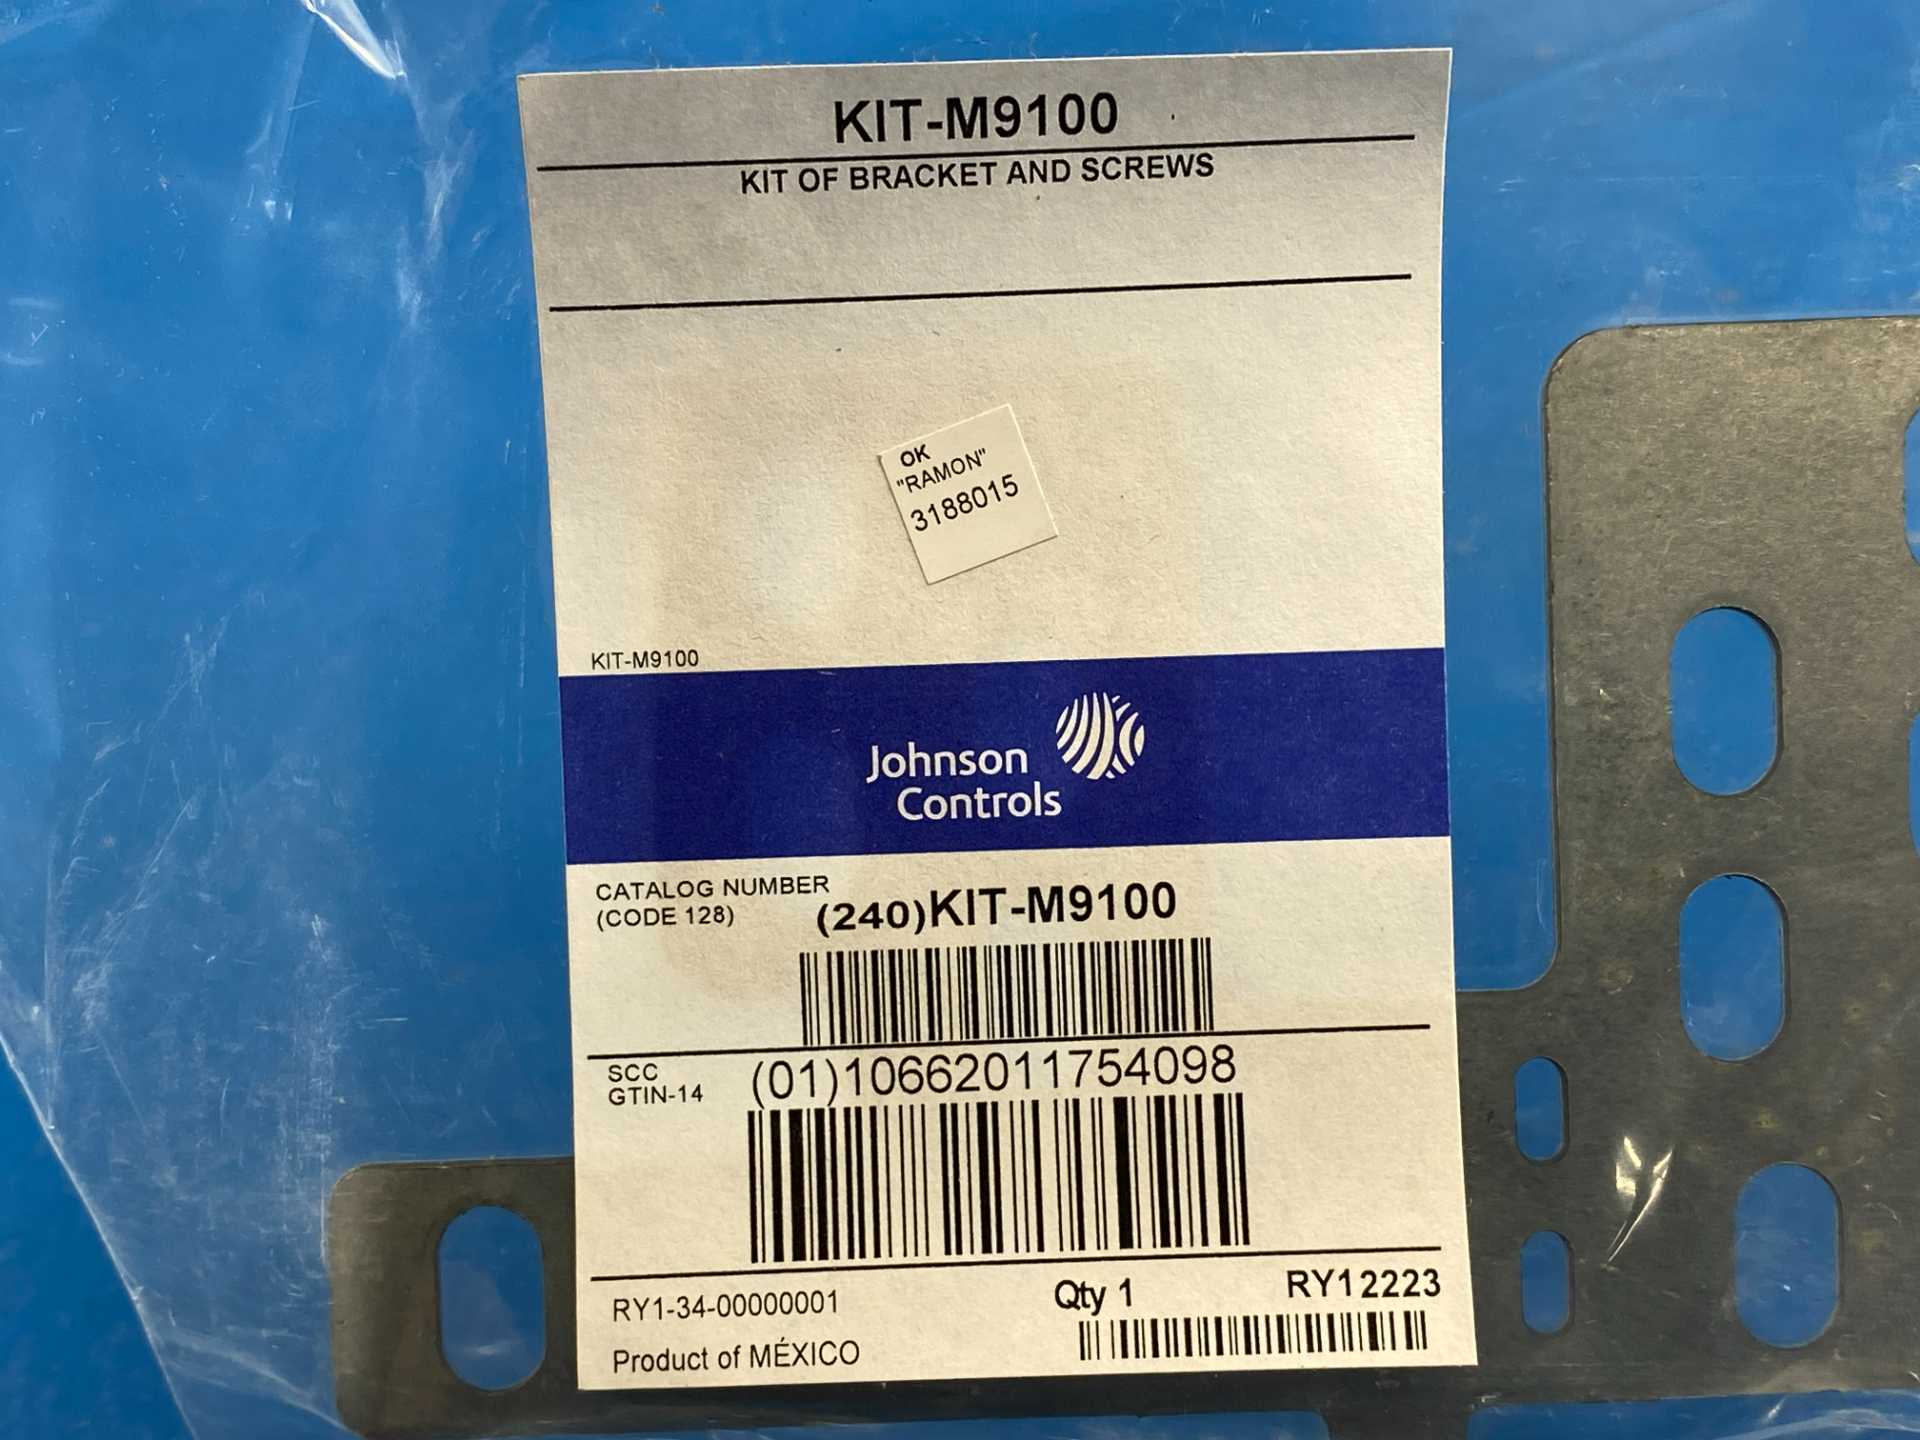 KIT-M9100
KIT OF BRACKET AND SCREWS
OK
"RAMON"
3188015
KIT-M9100
Johnson
Controls
CATALOG NUMBER
(CODE 128)
(240)KIT-M9100
SCC
GTIN-14
(01)10662011754098
RY1-34-00000001
Qty 1
RY12223
Product of MÉXICO